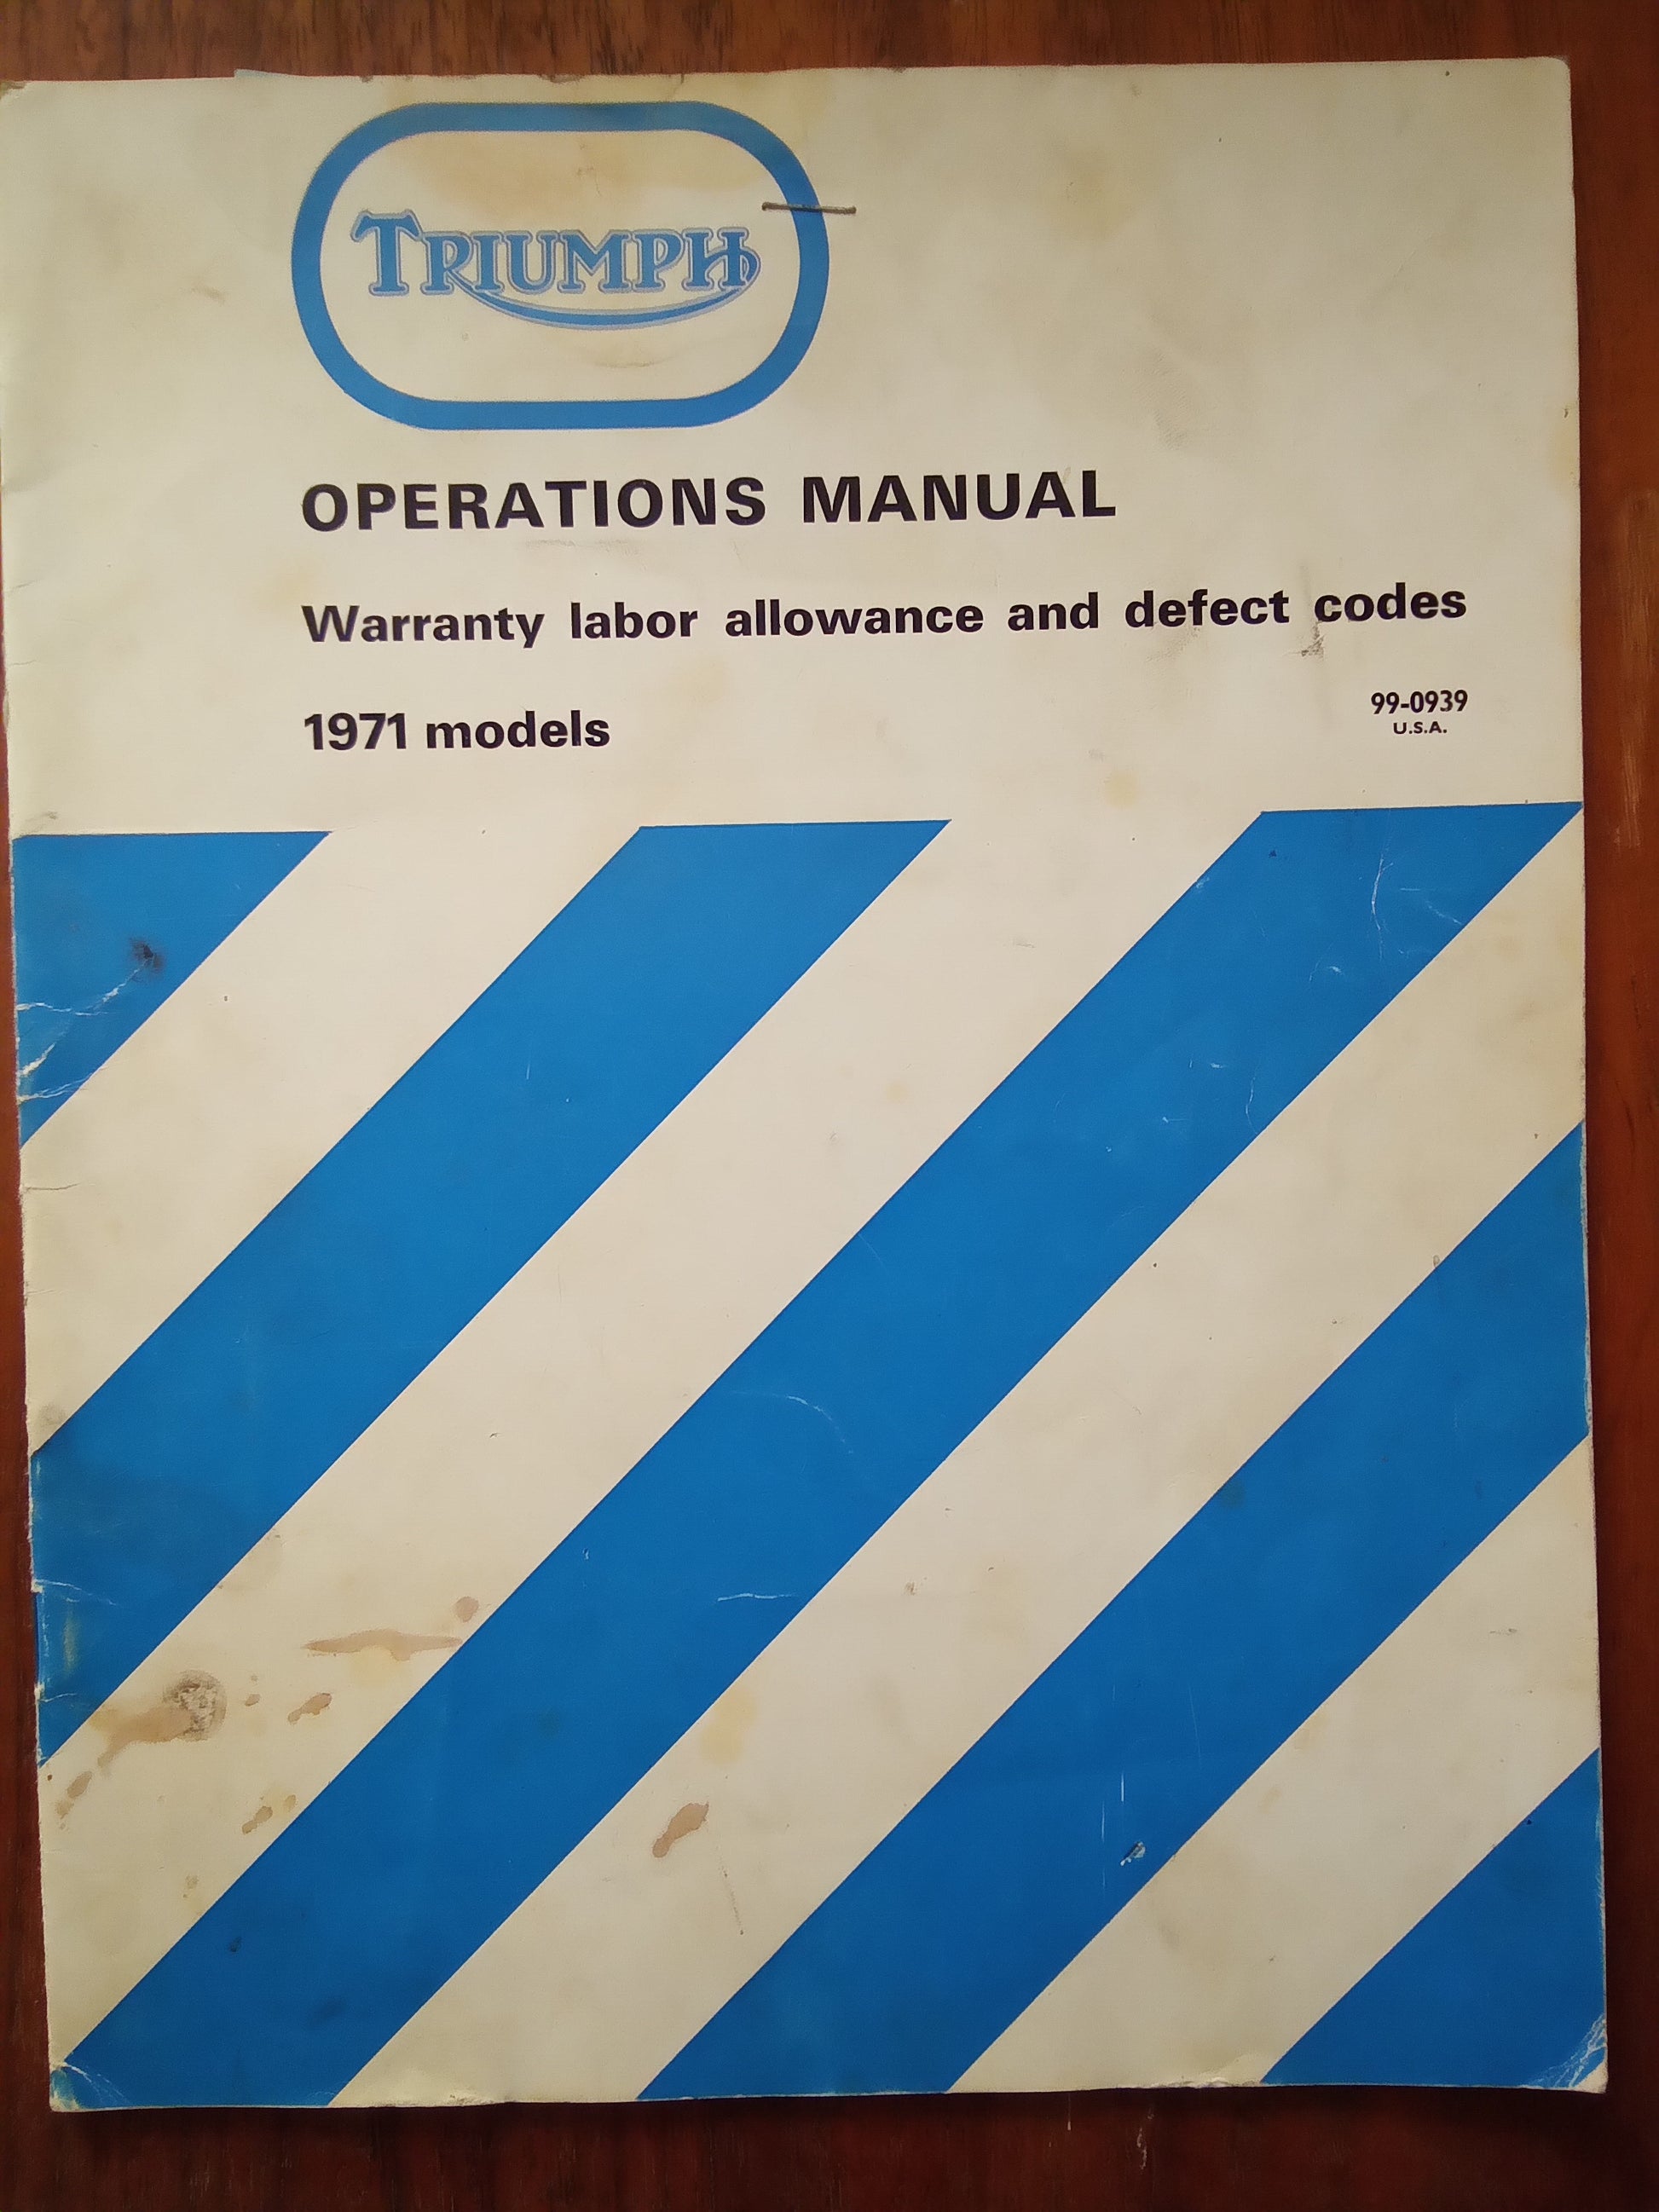 TRIUMPH
OPERATIONS MANUAL
Warranty labor allowance and defect codes
1971 models
99-0939
U.S.A.